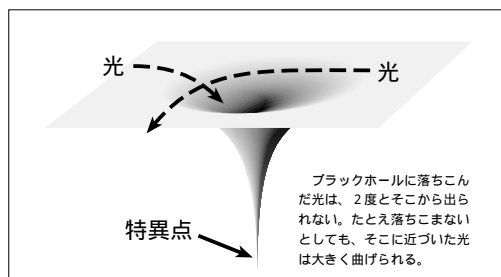 光
光
特異点
　ブラックホールに落ちこん
だ光は、２度とそこから出ら
れない。たとえ落ちこまない
としても、そこに近づいた光
は大きく曲げられる。